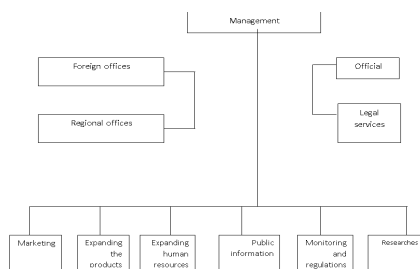 Management
Foreign offices
Official
Regional offices
Legal
services
Marketing
Expanding
the
products
Expanding
human
resources
Public
information
Monitoring
and
regulations
Researches